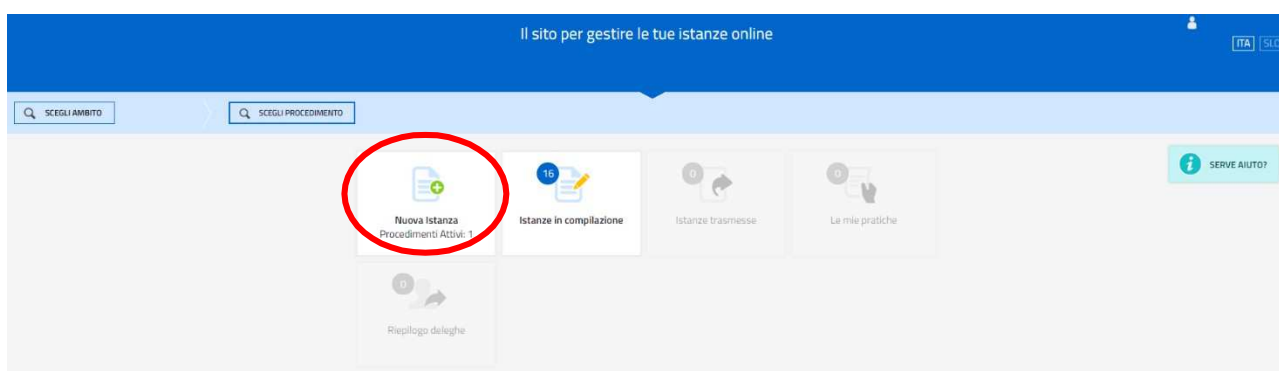 Il sito per gestire le tue istanze online
ITA SLO
SCEGLI AMBITO
SCEGLI PROCEDIMENTO
SERVE AIUTO?
16
0
0
Nuova Istanza
Procedimenti Attivi: 1
Istanze in compilazione
Istanze trasmesse
Le mie pratiche
0
Riepilogo deleghe